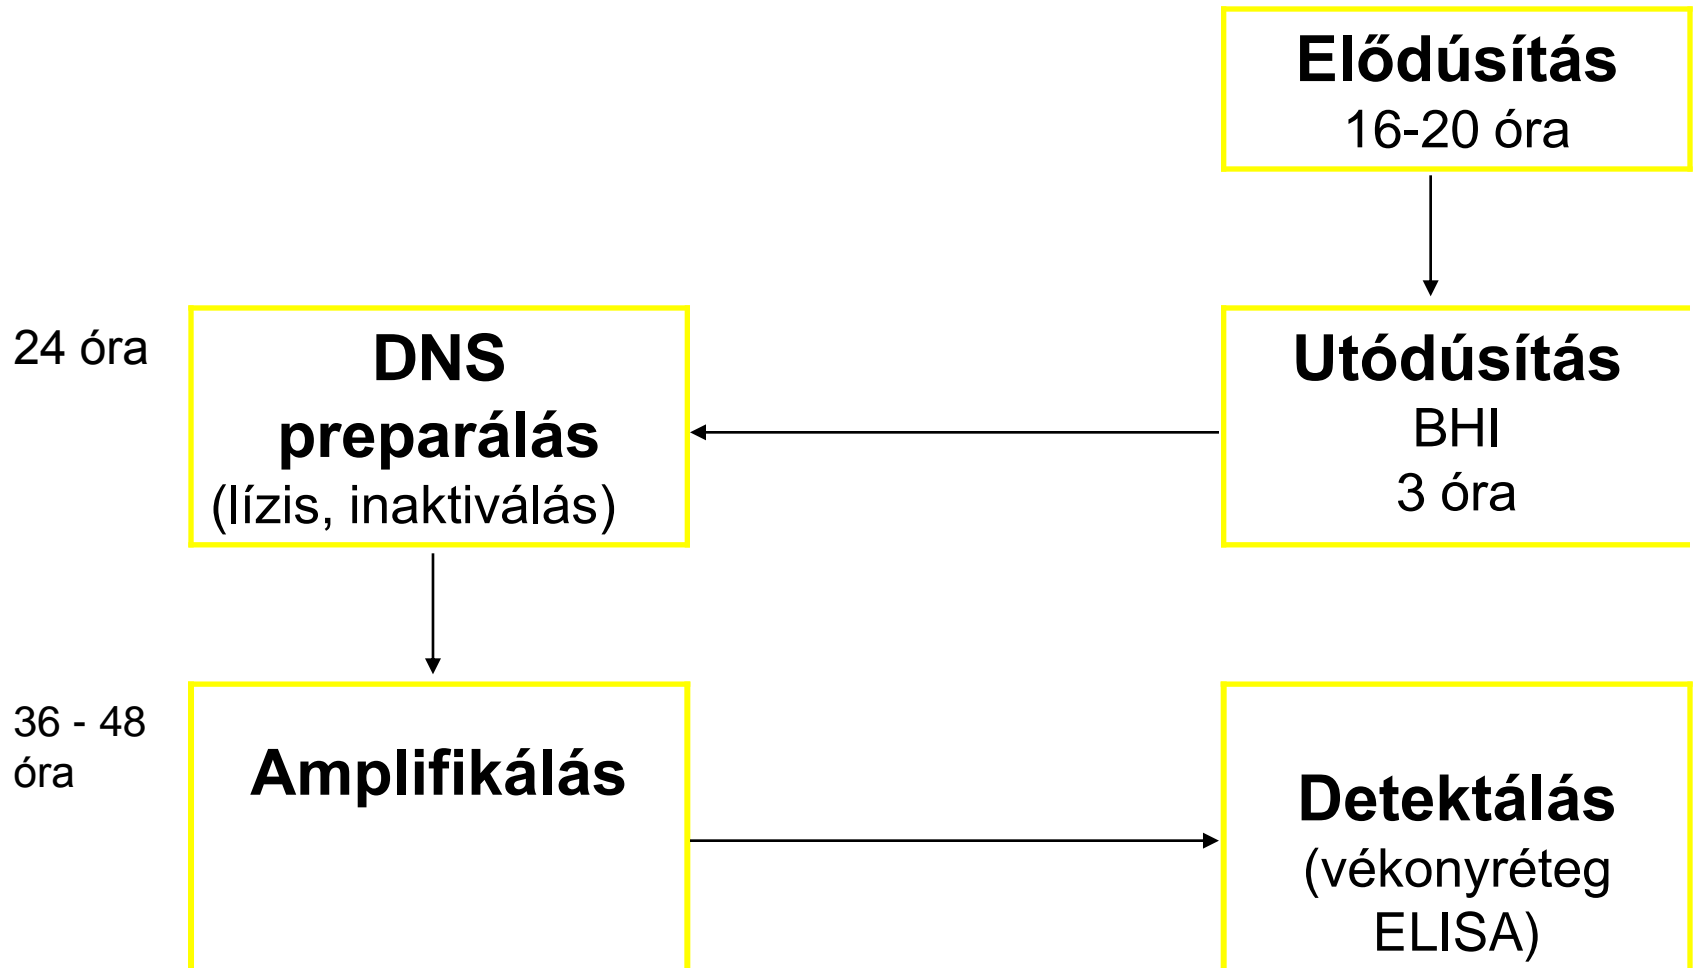 Elődúsítás
16-20 óra
24 óra
DNS
preparálás
(lízis, inaktiválás)
Utódúsítás
BHI
3 óra
36 - 48
óra
Amplifikálás
Detektálás
(vékonyréteg
ELISA)